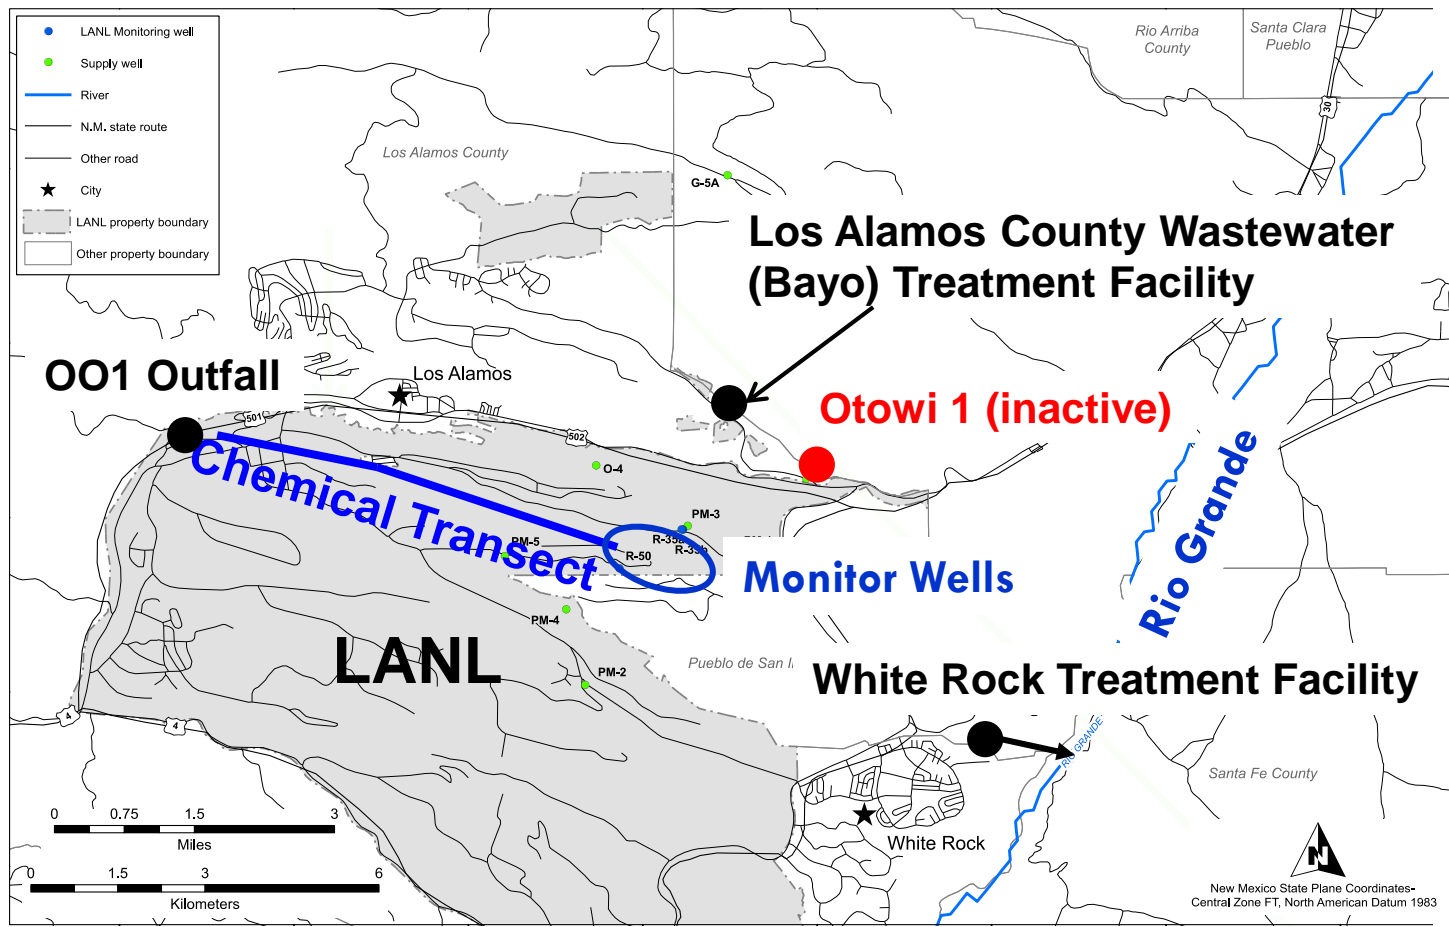 LANL Monitoring well
Supply well
River
N.M. state route
Other road
City
LANL property boundary
Other property boundary
Rio Arriba
County
Santa Clara
Pueblo
30
Los Alamos County
G-5A
Los Alamos County Wastewater
(Bayo) Treatment Facility
OO1 Outfall
Los Alamos
Otowi 1 (inactive)
501
502
O-4
Chemical Transect
PM-3
R-35a
R-35b
R-50
PM-5
Monitor Wells
Rio Grande
PM-4
LANL
PM-2
Pueblo de San
White Rock Treatment Facility
4
4
RIO GRANDE
Santa Fe County
White Rock
0 0.75 1.5 3
Miles
0 1.5 3 6
Kilometers
N
New Mexico State Plane Coordinates-
Central Zone FT, North American Datum 1983